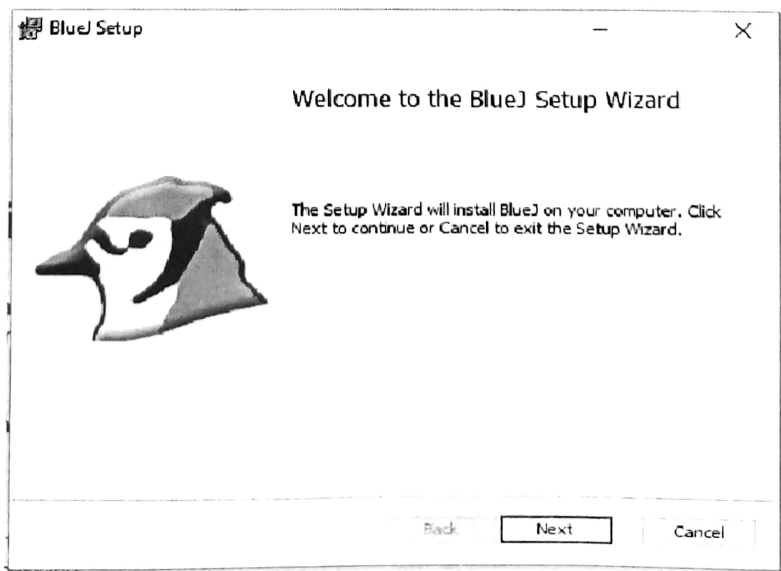 BlueJ Setup
Welcome to the BlueJ Setup Wizard
The Setup Wizard will install BlueJ on your computer. Click
Next to continue or Cancel to exit the Setup Wizard.
Back
Next
Cancel